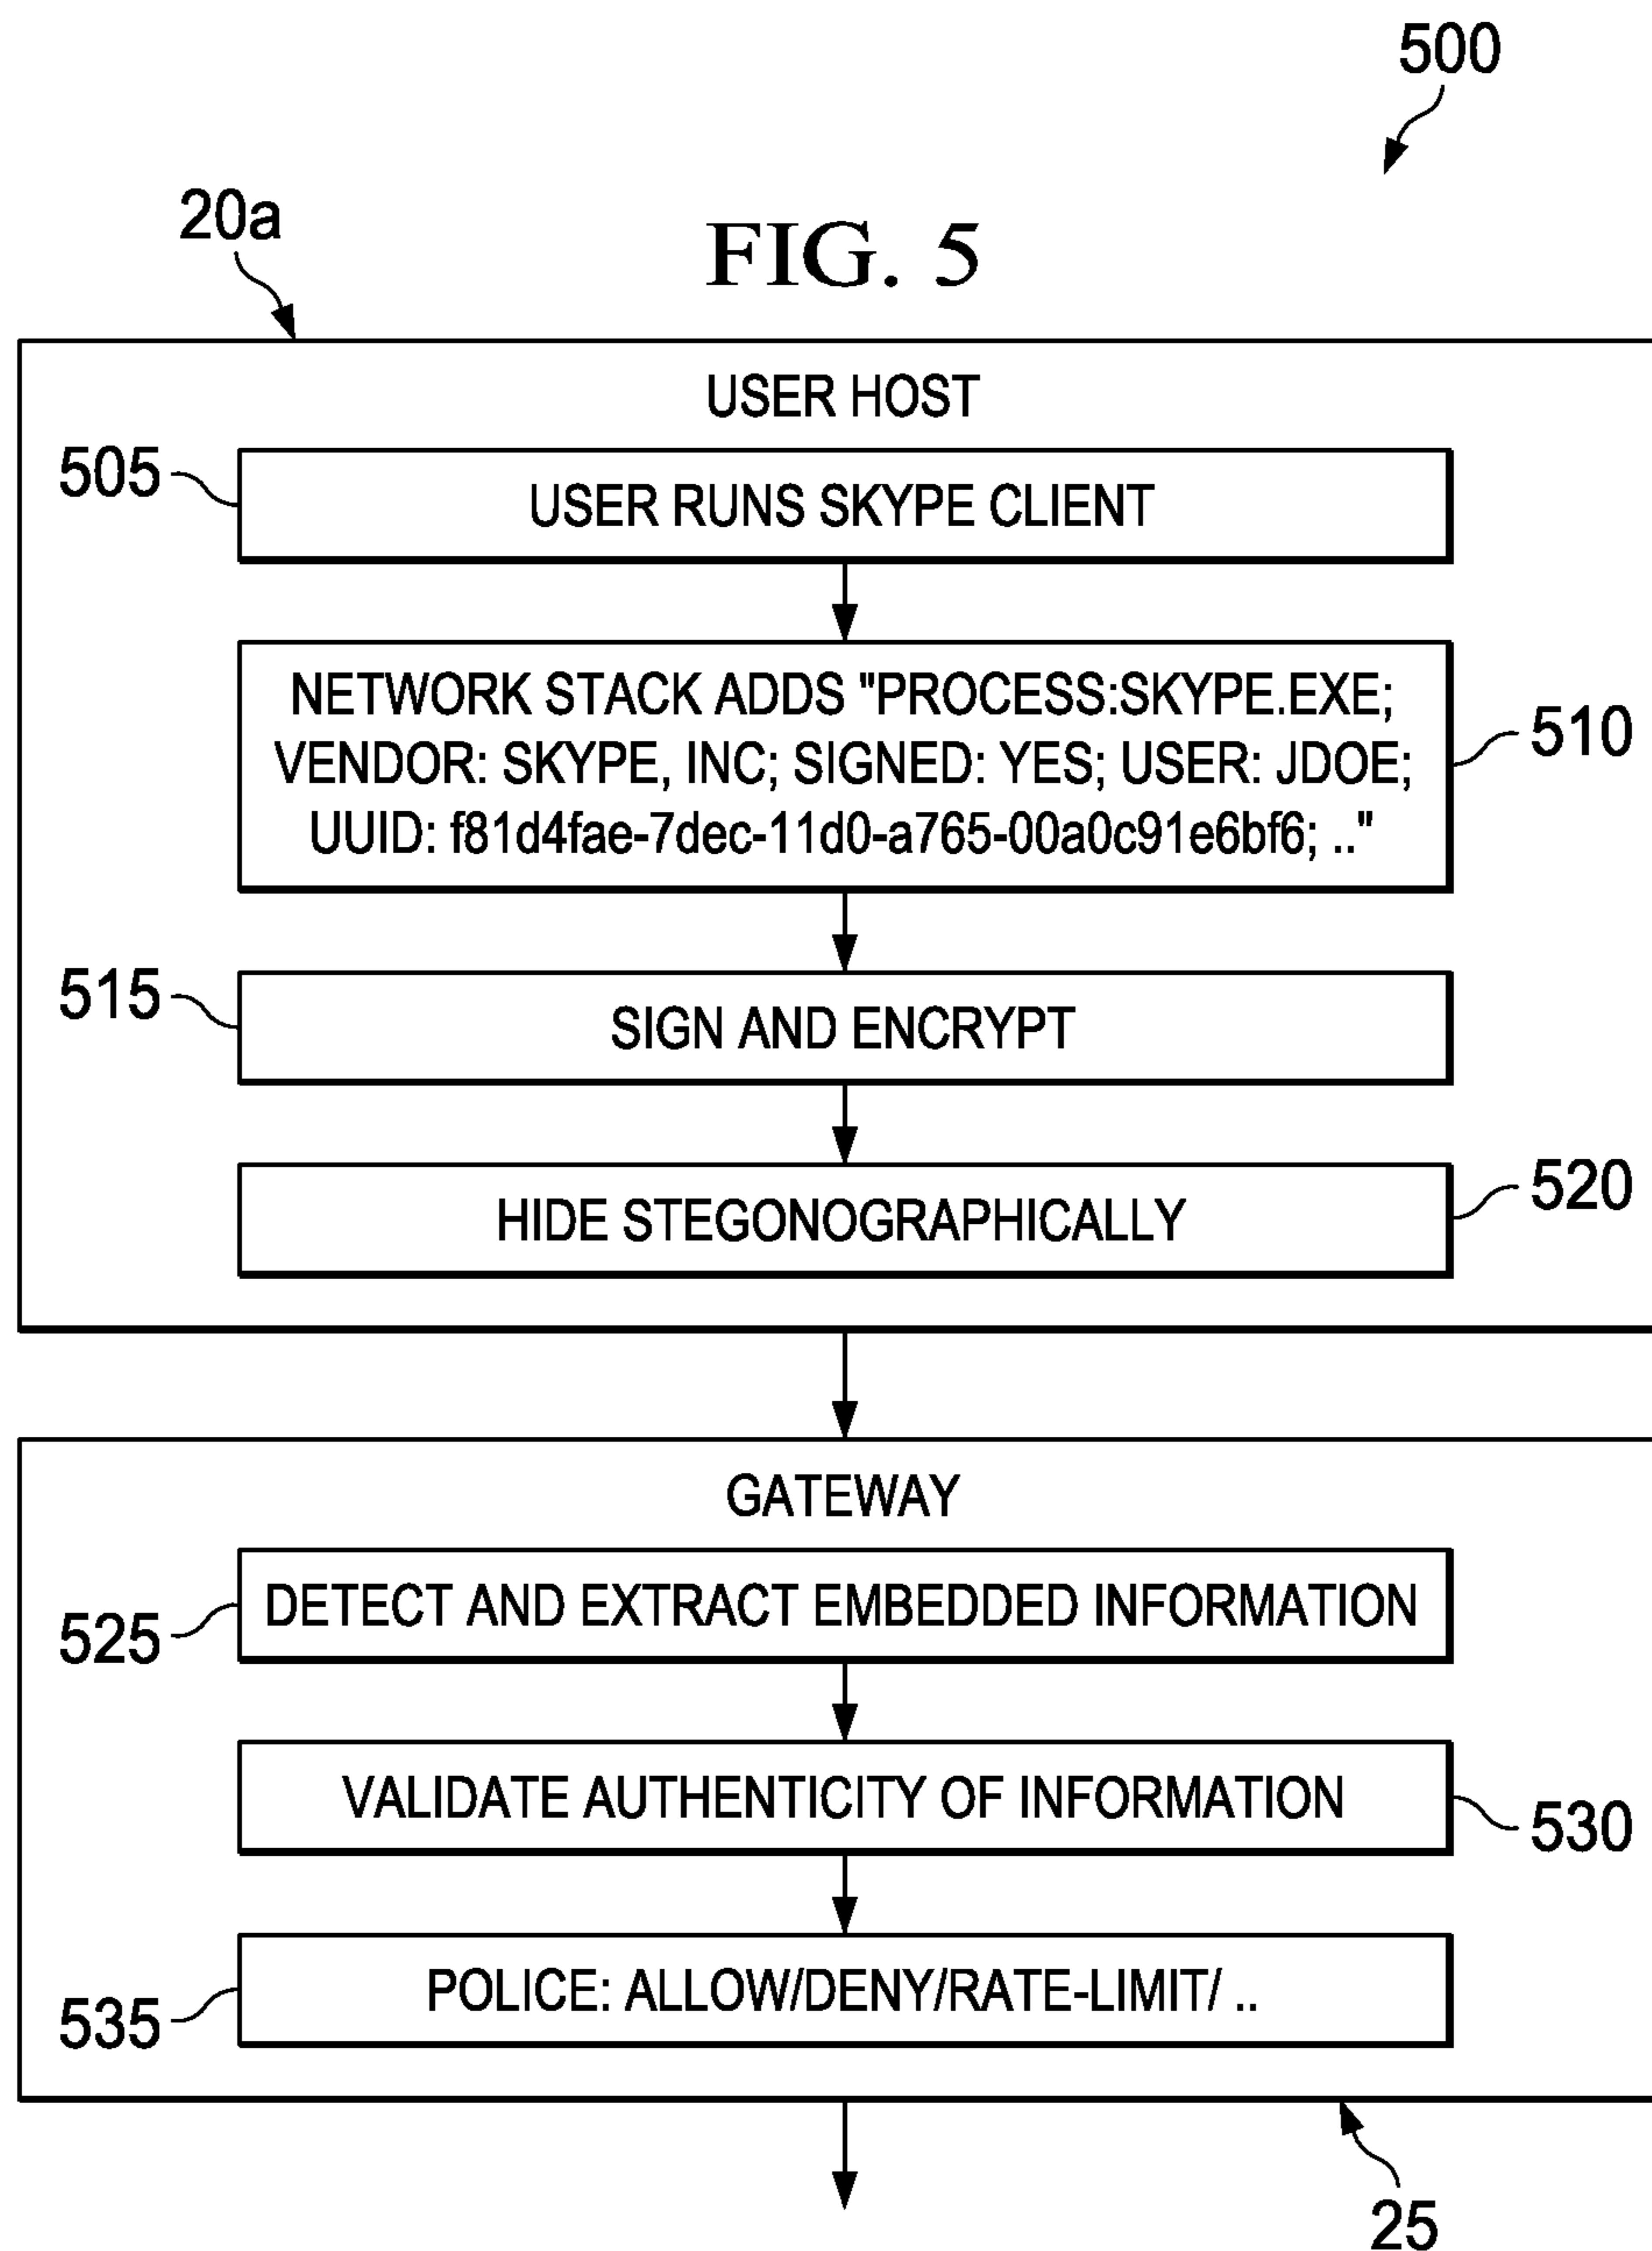 500
20a
FIG. 5
USER HOST
505
USER RUNS SKYPE CLIENT
NETWORK STACK ADDS "PROCESS:SKYPE.EXE;
VENDOR: SKYPE, INC; SIGNED: YES; USER: JDOE;
UUID: f81d4fae-7dec-11d0-a765-00a0c91e6bf6; .."
510
515
SIGN AND ENCRYPT
HIDE STEGONOGRAPHICALLY
520
GATEWAY
525
DETECT AND EXTRACT EMBEDDED INFORMATION
VALIDATE AUTHENTICITY OF INFORMATION
530
535
POLICE: ALLOW/DENY/RATE-LIMIT/ ..
25